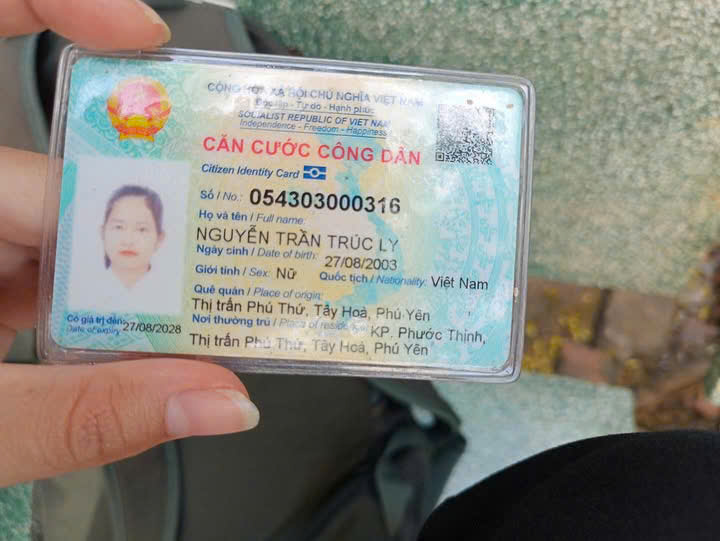 CỘNG HÒA XÃ HỘI CHỦ NGHĨA VIỆT NAM
Độc lập - Tự do - Hạnh phúc
SOCIALIST REPUBLIC OF VIET NAM
Independence - Freedom - Happiness
CĂN CƯỚC CÔNG DÂN
Citizen Identity Card
Số / No.: 054303000316
Họ và tên / Full name:
NGUYỄN TRẦN TRÚC LY
Ngày sinh / Date of birth: 27/08/2003
Giới tính / Sex: Nữ Quốc tịch / Nationality: Việt Nam
Quê quán / Place of origin:
Thị trấn Phú Thứ, Tây Hoà, Phú Yên
Nơi thường trú / Place of residence: KP. Phước Thịnh,
Thị trấn Phú Thứ, Tây Hoà, Phú Yên
Có giá trị đến: 27/08/2028
Date of expiry